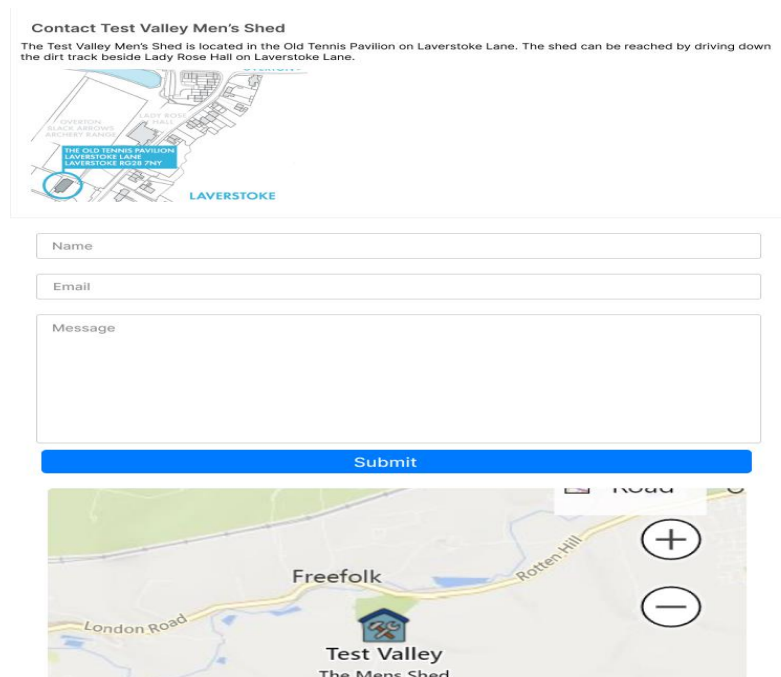 Contact Test Valley Men's Shed
The Test Valley Men's Shed is located in the Old Tennis Pavilion on Laverstoke Lane. The shed can be reached by driving down
the dirt track beside Lady Rose Hall on Laverstoke Lane.
OVERTON
LADY ROSE
HALL
OVERTON
BLACK ARROWS
ARCHERY RANGE
THE OLD TENNIS PAVILION
LAVERSTOKE LANE
LAVERSTOKE RG28 7NY
LAVERSTOKE
Name
Email
Message
Submit
Road
Rotten Hill
Freefolk
London Road
Test Valley
The Mens Shed